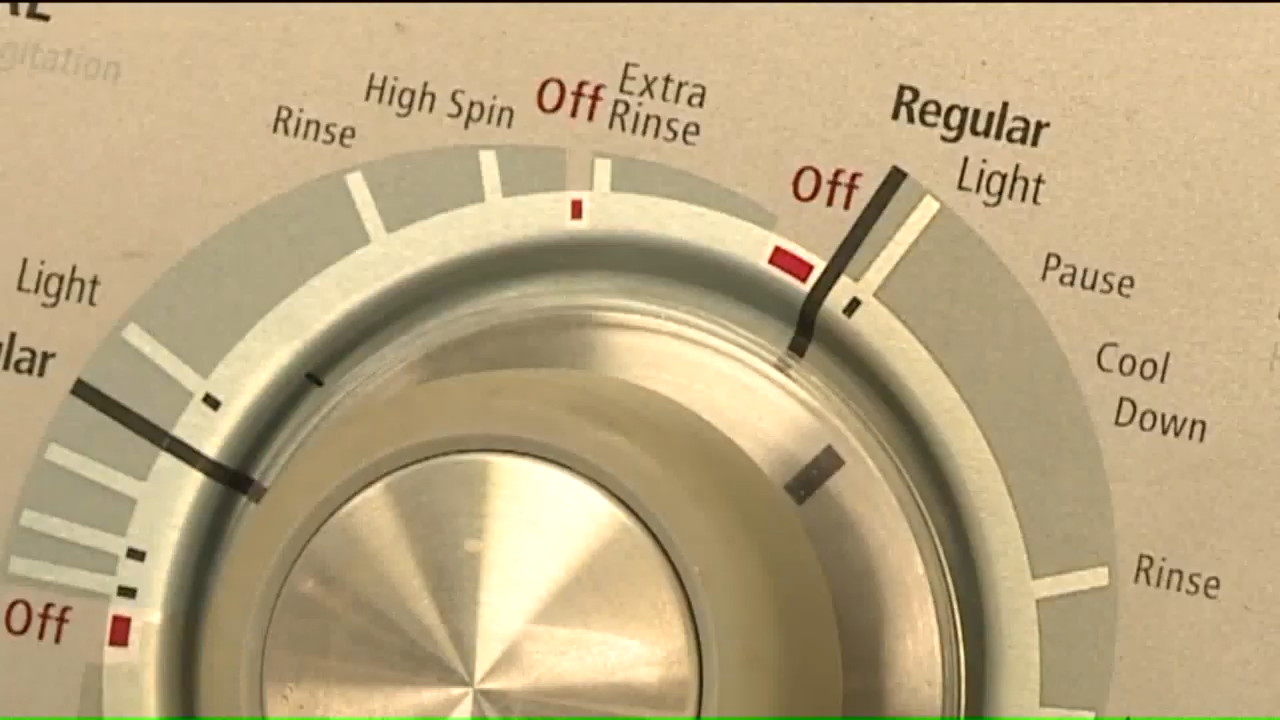 gitation
Rinse
High Spin
Off
Extra
Rinse
Off
Regular
Light
Pause
Cool
Down
Rinse
Light
lar
Off